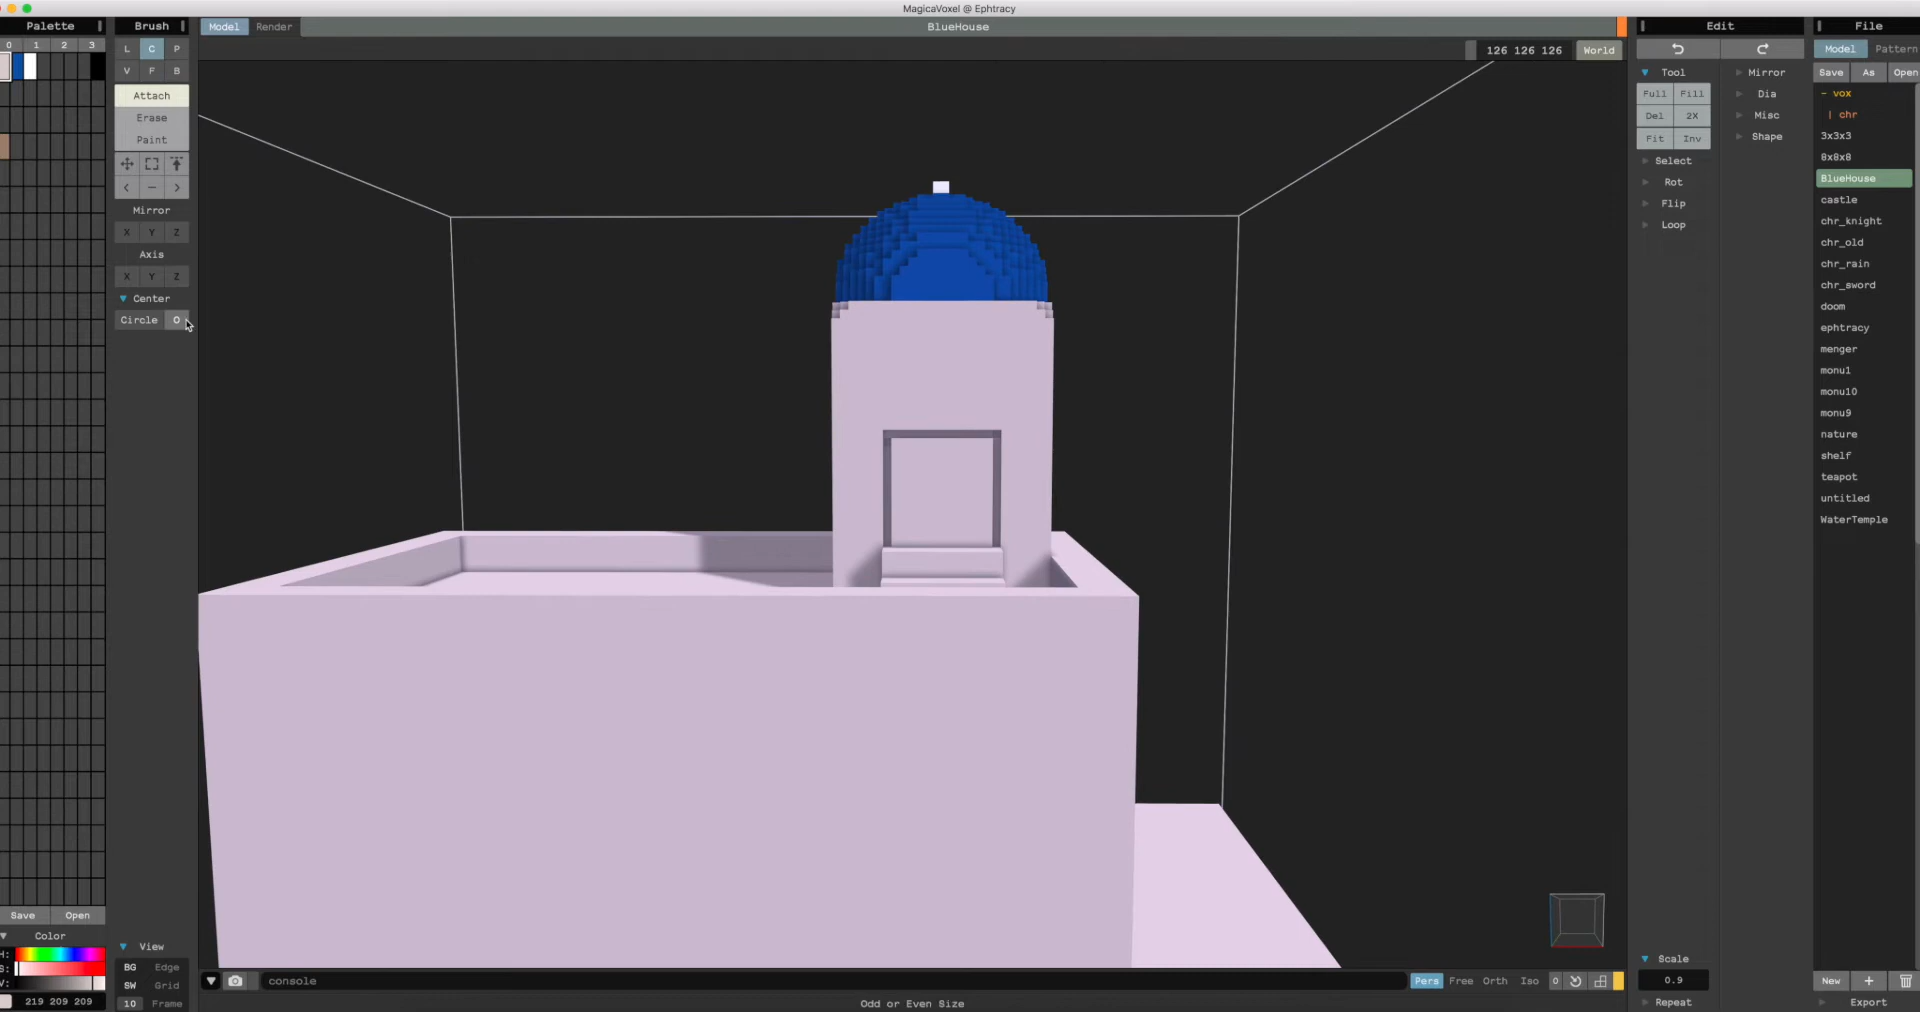 MagicaVoxel @ Ephtracy
Palette
0 1 2 3
Save Open
Color
H:
S:
V:
219 209 209
Brush
L C P
V F B
Attach
Erase
Paint
Mirror
X Y Z
Axis
X Y Z
Center
Circle O
View
BG Edge
SW Grid
10 Frame
Model Render
BlueHouse
126 126 126 World
console
Pers Free Orth Iso 0
Odd or Even Size
Edit
Tool
Full Fill
Del 2X
Fit Inv
Select
Rot
Flip
Loop
Mirror
Dia
Misc
Shape
Scale
0.9
Repeat
File
Model Pattern
Save As Open
- vox
| chr
3x3x3
8x8x8
BlueHouse
castle
chr_knight
chr_old
chr_rain
chr_sword
doom
ephtracy
menger
monu1
monu10
monu9
nature
shelf
teapot
untitled
WaterTemple
New +
Export